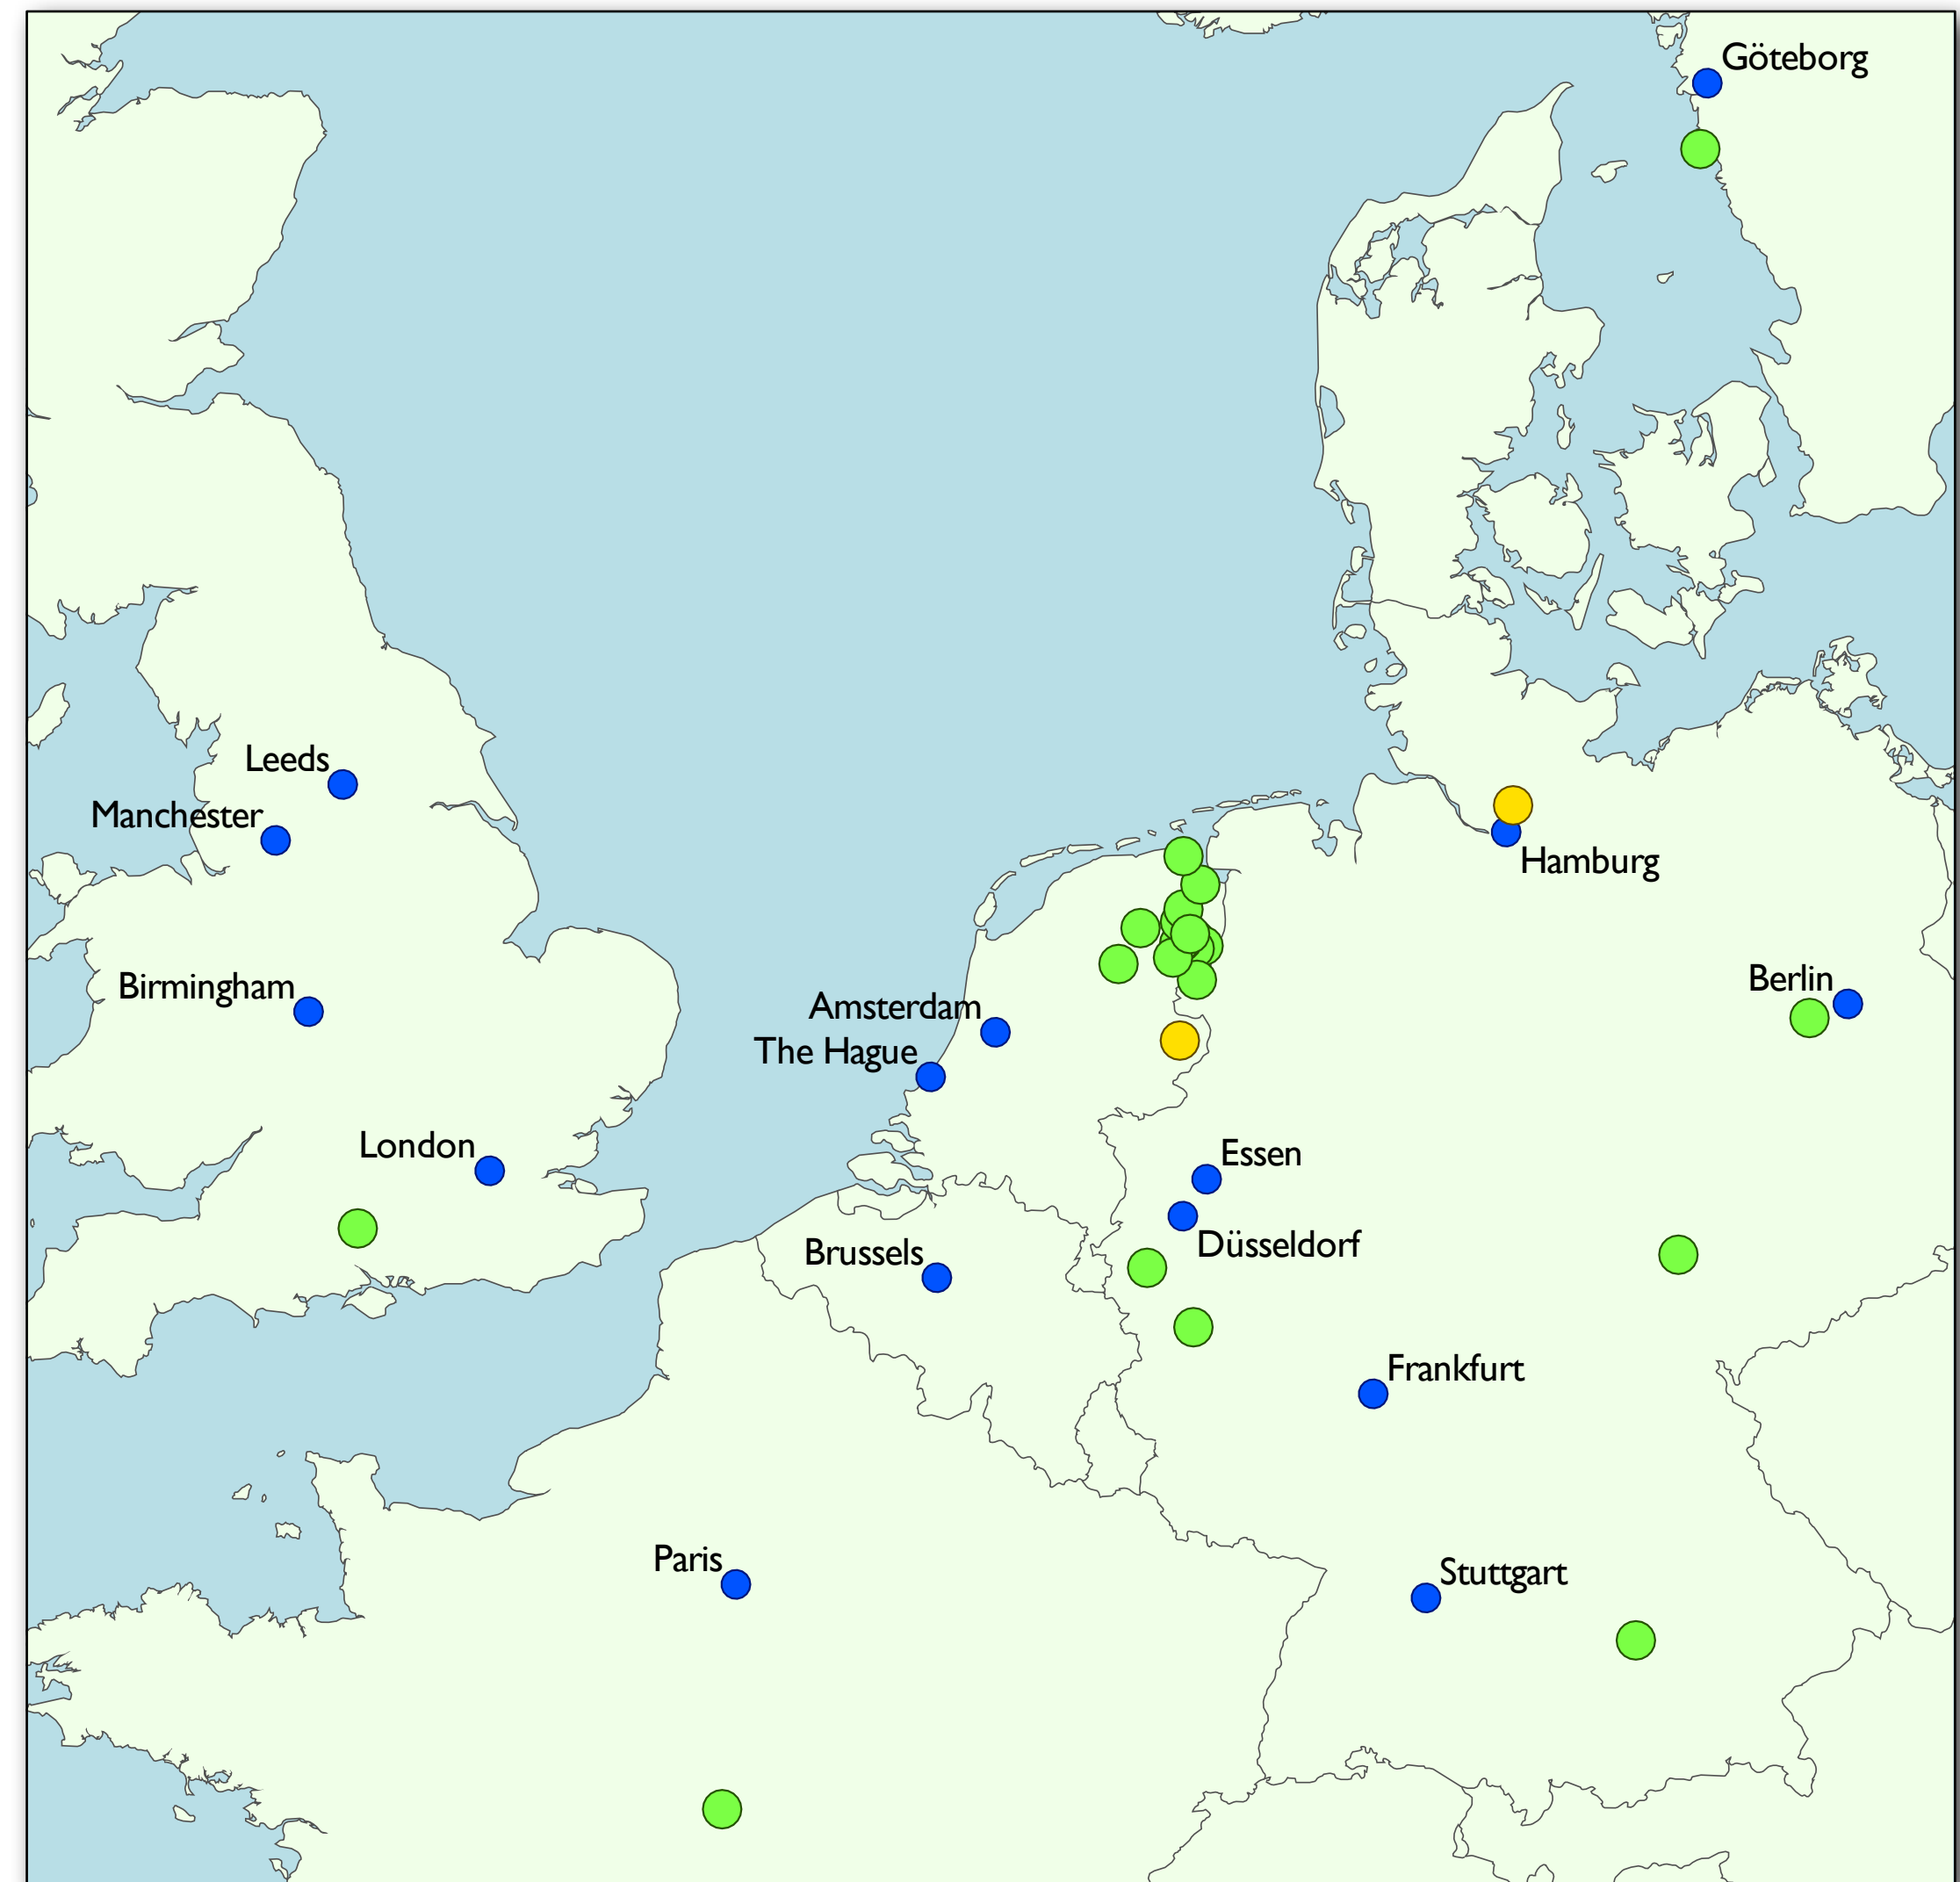 Göteborg
Leeds
Manchester
Hamburg
Berlin
Birmingham
Amsterdam
The Hague
London
Essen
Düsseldorf
Brussels
Frankfurt
Paris
Stuttgart